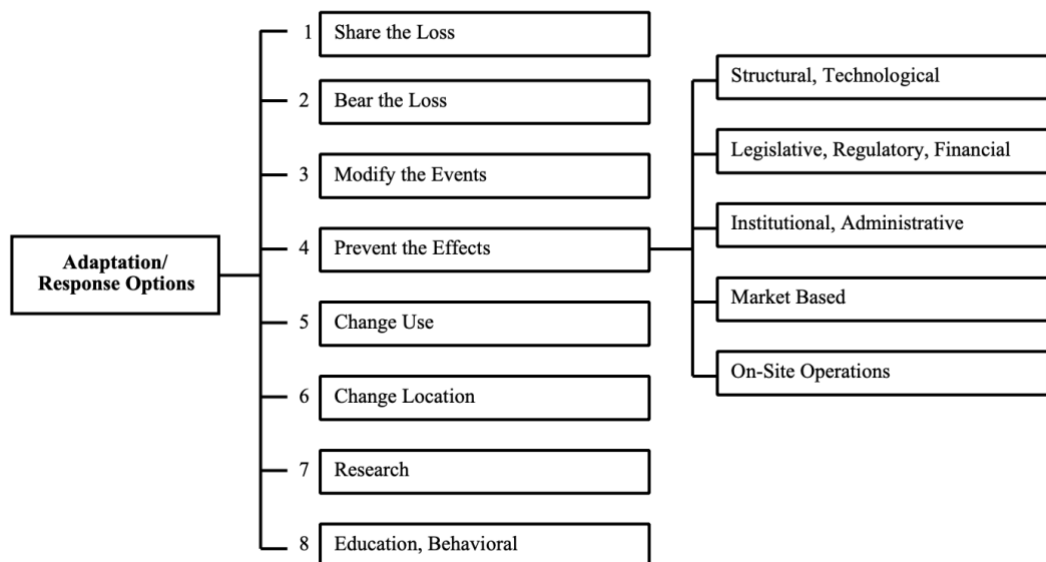 Adaptation/
Response Options
1 Share the Loss
2 Bear the Loss
3 Modify the Events
4 Prevent the Effects
5 Change Use
6 Change Location
7 Research
8 Education, Behavioral
Structural, Technological
Legislative, Regulatory, Financial
Institutional, Administrative
Market Based
On-Site Operations